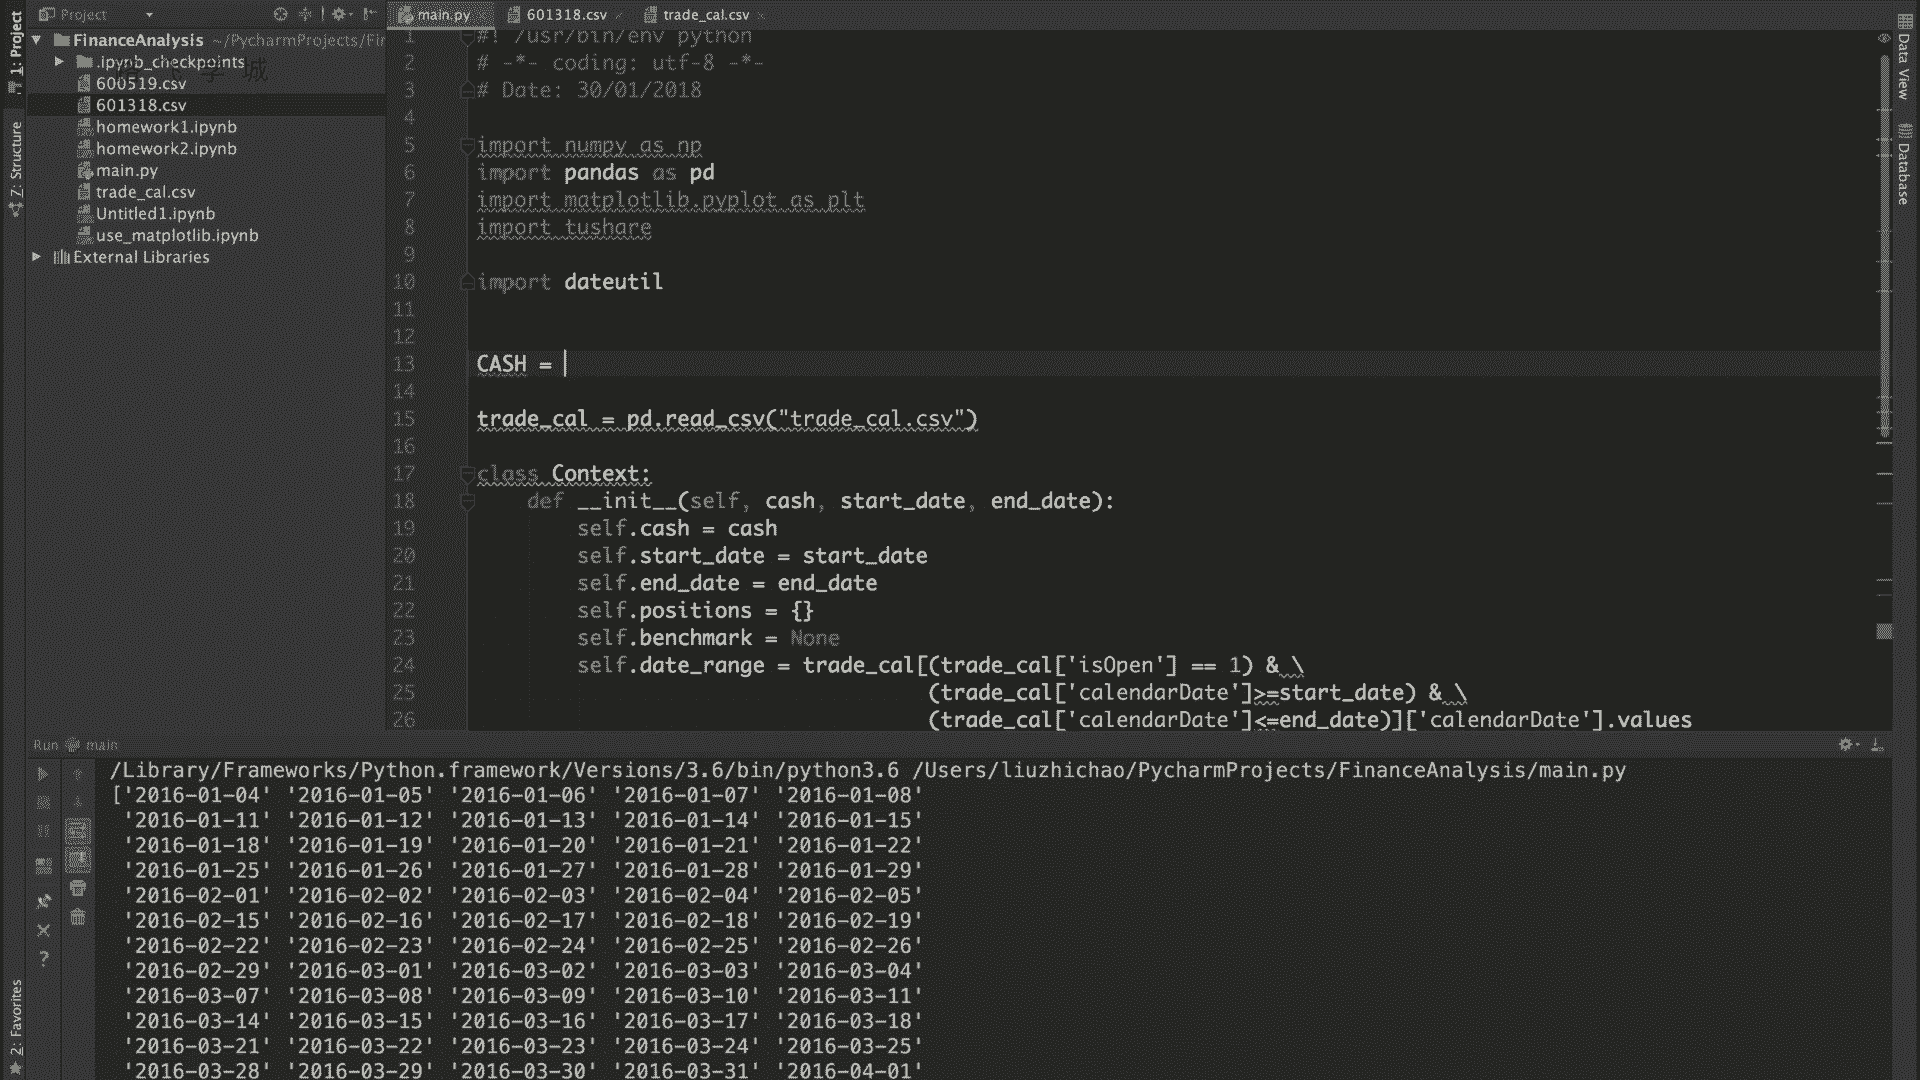 Project
main.py
601318.csv
trade_cal.csv
1: Project
7: Structure
2: Favorites
Data View
Database
FinanceAnalysis ~/PycharmProjects/Fir
.ipynb_checkpoints
600519.csv
601318.csv
homework1.ipynb
homework2.ipynb
main.py
trade_cal.csv
Untitled1.ipynb
use_matplotlib.ipynb
External Libraries
学城
1 #! /usr/bin/env python
2 # -*- coding: utf-8 -*-
3 # Date: 30/01/2018
4
5 import numpy as np
6 import pandas as pd
7 import matplotlib.pyplot as plt
8 import tushare
9
10 import dateutil
11
12
13 CASH =
14
15 trade_cal = pd.read_csv("trade_cal.csv")
16
17 class Context:
18 def __init__(self, cash, start_date, end_date):
19 self.cash = cash
20 self.start_date = start_date
21 self.end_date = end_date
22 self.positions = {}
23 self.benchmark = None
24 self.date_range = trade_cal[(trade_cal['isOpen'] == 1) & \
25 (trade_cal['calendarDate']>=start_date) & \
26 (trade_cal['calendarDate']<=end_date)]['calendarDate'].values
Run main
/Library/Frameworks/Python.framework/Versions/3.6/bin/python3.6 /Users/liuzhichao/PycharmProjects/FinanceAnalysis/main.py
['2016-01-04' '2016-01-05' '2016-01-06' '2016-01-07' '2016-01-08'
'2016-01-11' '2016-01-12' '2016-01-13' '2016-01-14' '2016-01-15'
'2016-01-18' '2016-01-19' '2016-01-20' '2016-01-21' '2016-01-22'
'2016-01-25' '2016-01-26' '2016-01-27' '2016-01-28' '2016-01-29'
'2016-02-01' '2016-02-02' '2016-02-03' '2016-02-04' '2016-02-05'
'2016-02-15' '2016-02-16' '2016-02-17' '2016-02-18' '2016-02-19'
'2016-02-22' '2016-02-23' '2016-02-24' '2016-02-25' '2016-02-26'
'2016-02-29' '2016-03-01' '2016-03-02' '2016-03-03' '2016-03-04'
'2016-03-07' '2016-03-08' '2016-03-09' '2016-03-10' '2016-03-11'
'2016-03-14' '2016-03-15' '2016-03-16' '2016-03-17' '2016-03-18'
'2016-03-21' '2016-03-22' '2016-03-23' '2016-03-24' '2016-03-25'
'2016-03-28' '2016-03-29' '2016-03-30' '2016-03-31' '2016-04-01'